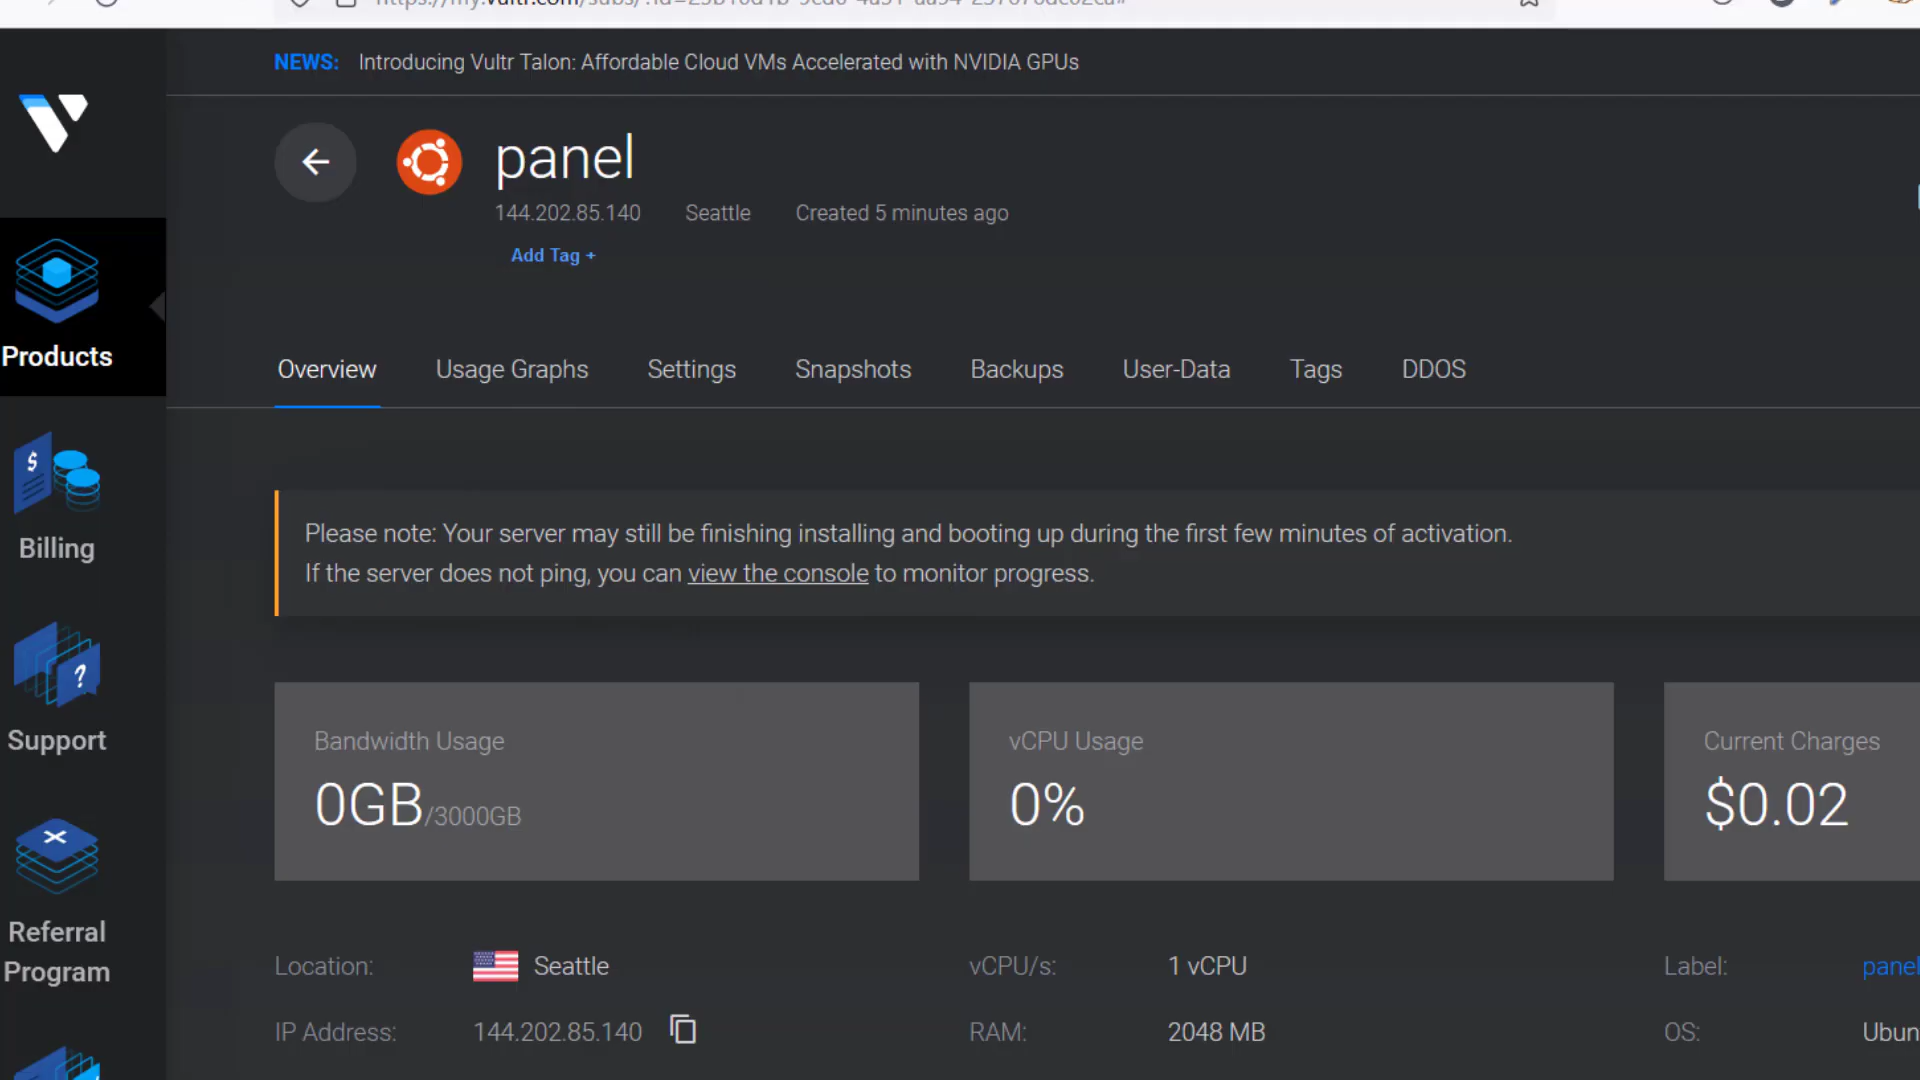 NEWS: Introducing Vultr Talon: Affordable Cloud VMs Accelerated with NVIDIA GPUs
panel
144.202.85.140 Seattle Created 5 minutes ago
Add Tag +
Products
Overview Usage Graphs Settings Snapshots Backups User-Data Tags DDOS
Please note: Your server may still be finishing installing and booting up during the first few minutes of activation.
If the server does not ping, you can view the console to monitor progress.
Billing
Support
Bandwidth Usage
0GB/3000GB
vCPU Usage
0%
Current Charges
$0.02
Referral
Program
Location: Seattle vCPU/s: 1 vCPU Label: panel
IP Address: 144.202.85.140 RAM: 2048 MB OS: Ubun